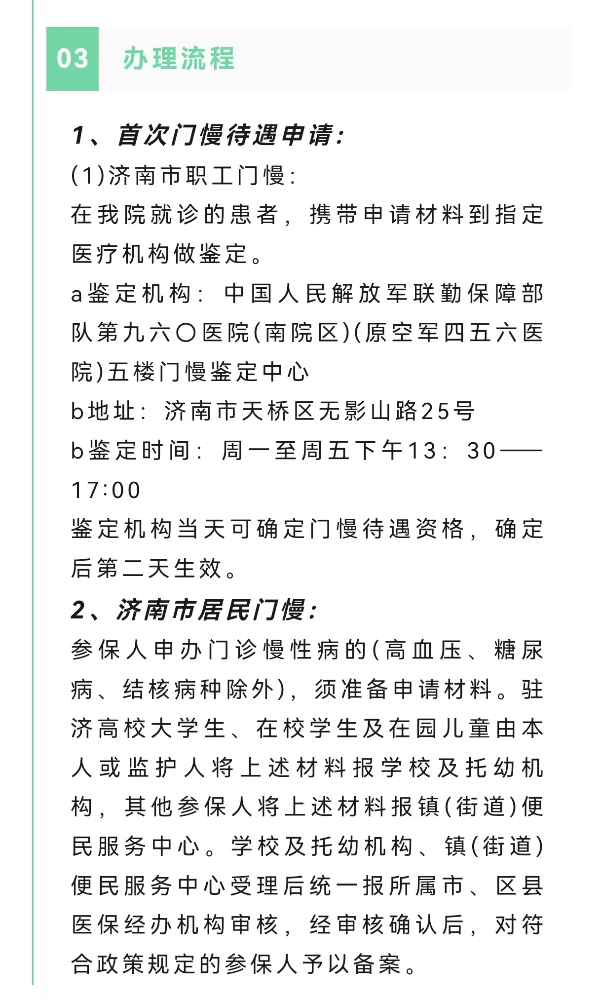 03 办理流程
1、首次门慢待遇申请：
(1)济南市职工门慢：
在我院就诊的患者，携带申请材料到指定
医疗机构做鉴定。
a鉴定机构：中国人民解放军联勤保障部
队第九六〇医院(南院区)(原空军四五六医
院)五楼门慢鉴定中心
b地址：济南市天桥区无影山路25号
b鉴定时间：周一至周五下午13：30——
17:00
鉴定机构当天可确定门慢待遇资格，确定
后第二天生效。
2、济南市居民门慢：
参保人申办门诊慢性病的(高血压、糖尿
病、结核病种除外)，须准备申请材料。驻
济高校大学生、在校学生及在园儿童由本
人或监护人将上述材料报学校及托幼机
构，其他参保人将上述材料报镇(街道)便
民服务中心。学校及托幼机构、镇(街道)
便民服务中心受理后统一报所属市、区县
医保经办机构审核，经审核确认后，对符
合政策规定的参保人予以备案。